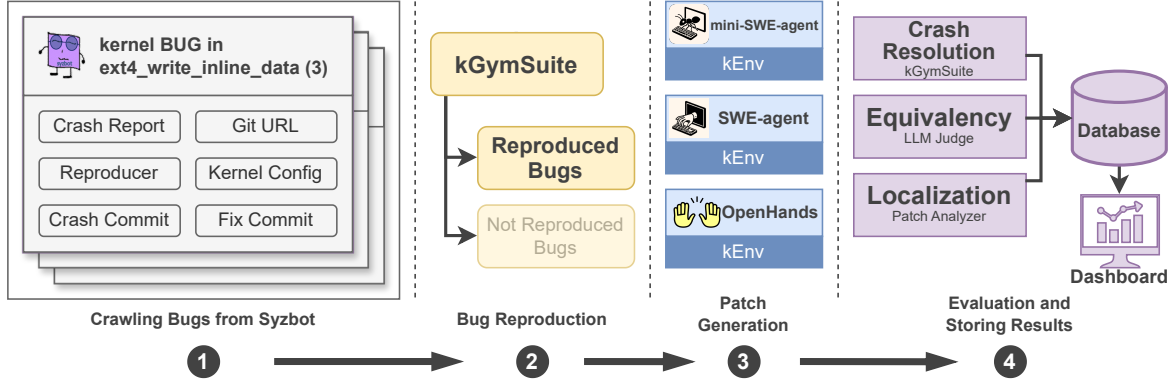 syzbot
kernel BUG in
ext4_write_inline_data (3)
Crash Report
Git URL
Reproducer
Kernel Config
Crash Commit
Fix Commit
Crawling Bugs from Syzbot
1
kGymSuite
Reproduced
Bugs
Not Reproduced
Bugs
Bug Reproduction
2
mini-SWE-agent
kEnv
SWE-agent
kEnv
OpenHands
kEnv
Patch
Generation
3
Crash
Resolution
kGymSuite
Equivalency
LLM Judge
Localization
Patch Analyzer
Database
Dashboard
Evaluation and
Storing Results
4